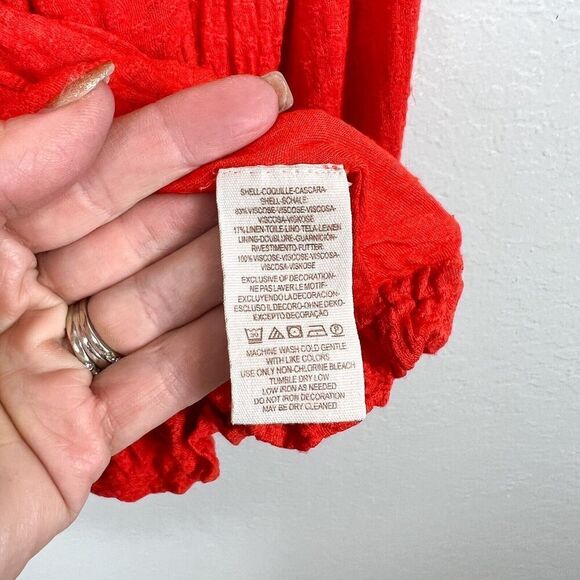 SHELL-COQUILLE-CASCARA-
SHELL-SCHALE:
83% VISCOSE-VISCOSE-VISCOSA-
VISCOSA-VISKOSE
17% LINEN-TOILE-LINO-TELA-LEINEN
LINING-DOUBLURE-GUARNICIÓN-
RIVESTIMENTO-FUTTER:
100% VISCOSE-VISCOSE-VISCOSA-
VISCOSA-VISKOSE
EXCLUSIVE OF DECORATION-
NE PAS LAVER LE MOTIF-
EXCLUYENDO LA DECORACION-
ESCLUSO IL DECORO-OHNE DEKO-
EXCEPTO DECORAÇÃO
MACHINE WASH COLD GENTLE
WITH LIKE COLORS
USE ONLY NON-CHLORINE BLEACH
TUMBLE DRY LOW
LOW IRON AS NEEDED
DO NOT IRON DECORATION
MAY BE DRY CLEANED